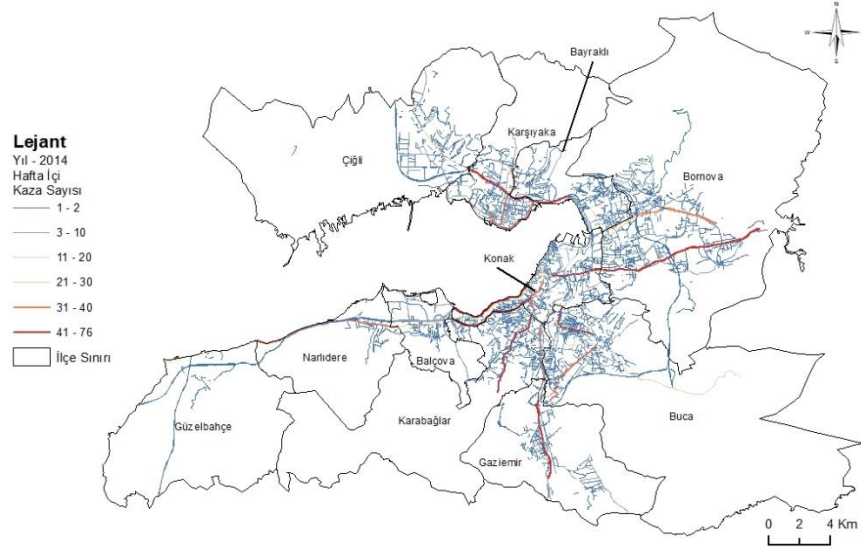 N
W E
S
Bayraklı
Karşıyaka
Çiğli
Bornova
Lejant
Yıl - 2014
Hafta İçi
Kaza Sayısı
1 - 2
3 - 10
11 - 20
21 - 30
31 - 40
41 - 76
İlçe Sınırı
Konak
Narlıdere
Balçova
Güzelbahçe
Karabağlar
Buca
Gaziemir
0 2 4 Km